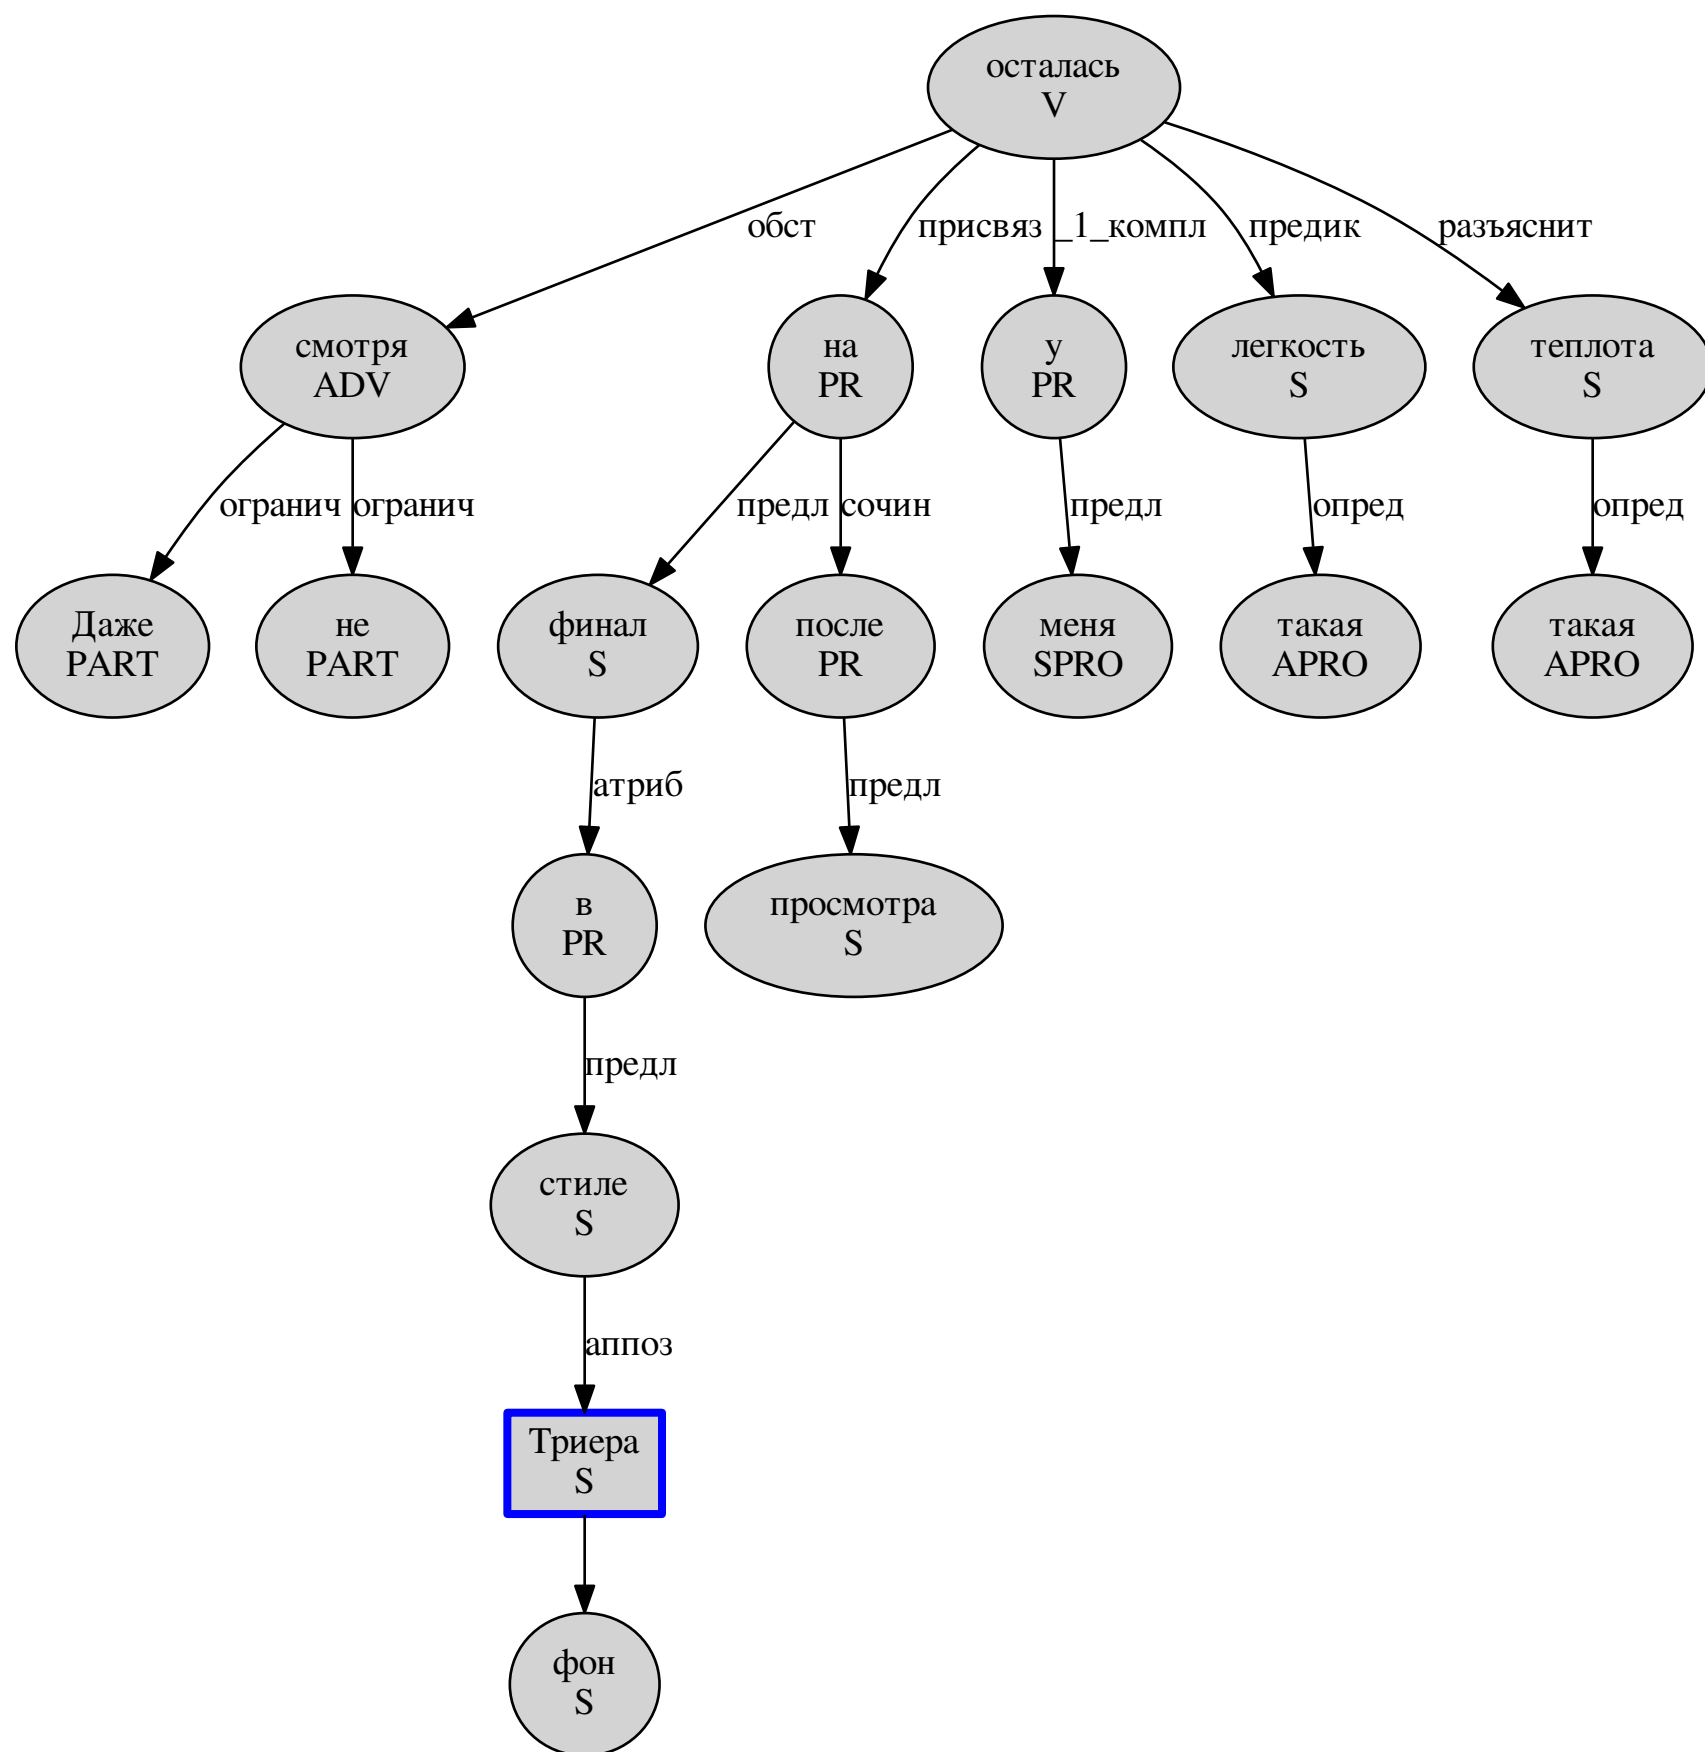 осталась
V
обст
присвяз
_1_компл
предик
разъяснит
смотря
ADV
на
PR
у
PR
легкость
S
теплота
S
огранич
огранич
предл
сочин
предл
опред
опред
Даже
PART
не
PART
финал
S
после
PR
меня
SPRO
такая
APRO
такая
APRO
атриб
предл
в
PR
просмотра
S
предл
стиле
S
аппоз
Триера
S
фон
S